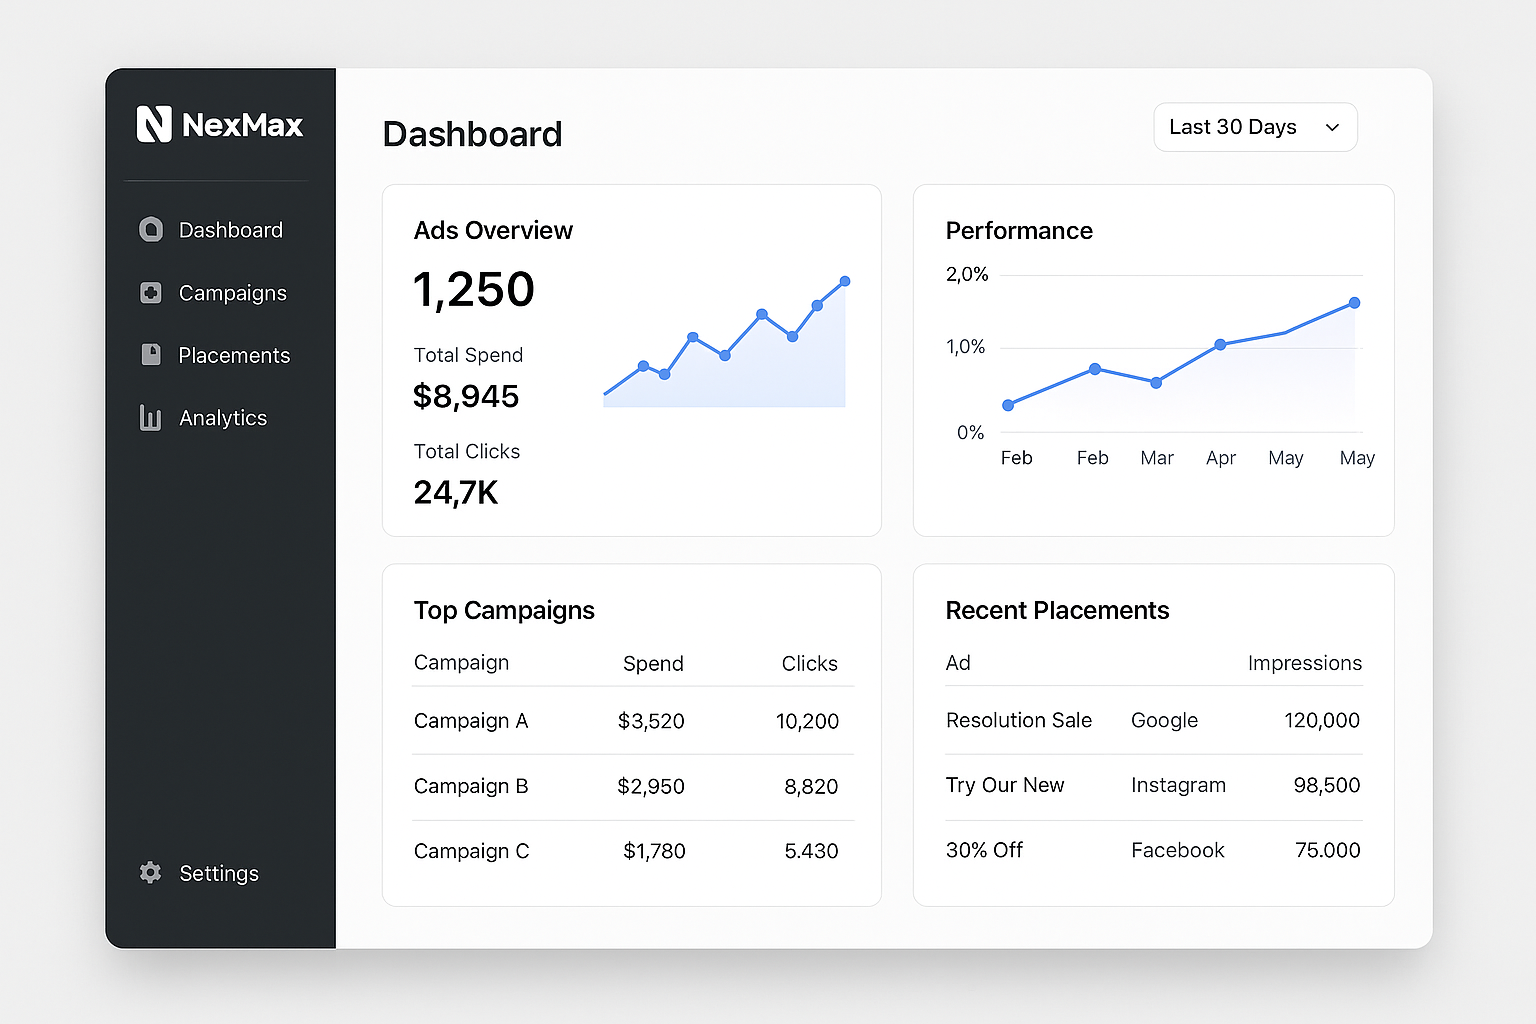 NexMax
Dashboard
Campaigns
Placements
Analytics
Settings
Dashboard
Last 30 Days
Ads Overview
1,250
Total Spend
$8,945
Total Clicks
24,7K
Performance
2,0%
1,0%
0%
Feb Feb Mar Apr May May
Top Campaigns
Campaign Spend Clicks
Campaign A $3,520 10,200
Campaign B $2,950 8,820
Campaign C $1,780 5.430
Recent Placements
Ad Impressions
Resolution Sale Google 120,000
Try Our New Instagram 98,500
30% Off Facebook 75.000